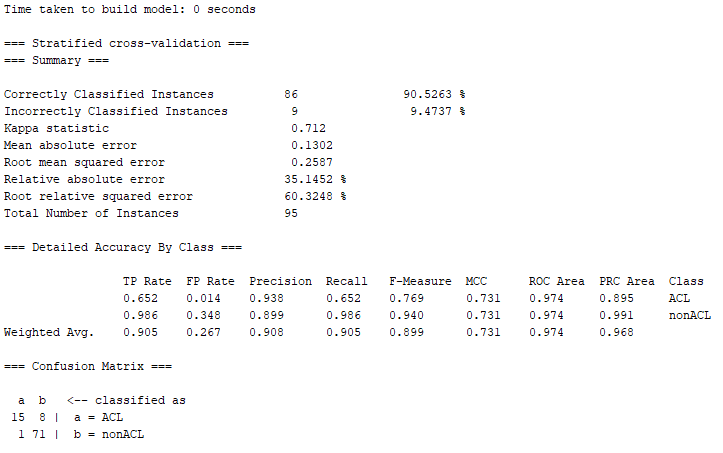 Time taken to build model: 0 seconds
=== Stratified cross-validation ===
=== Summary ===
Correctly Classified Instances 86 90.5263 %
Incorrectly Classified Instances 9 9.4737 %
Kappa statistic 0.712
Mean absolute error 0.1302
Root mean squared error 0.2587
Relative absolute error 35.1452 %
Root relative squared error 60.3248 %
Total Number of Instances 95
=== Detailed Accuracy By Class ===
TP Rate FP Rate Precision Recall F-Measure MCC ROC Area PRC Area Class
0.652 0.014 0.938 0.652 0.769 0.731 0.974 0.895 ACL
0.986 0.348 0.899 0.986 0.940 0.731 0.974 0.991 nonACL
Weighted Avg. 0.905 0.267 0.908 0.905 0.899 0.731 0.974 0.968
=== Confusion Matrix ===
a b <-- classified as
15 8 | a = ACL
1 71 | b = nonACL